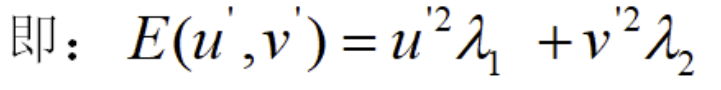 即：E(u',v') = u'²λ₁ + v'²λ₂